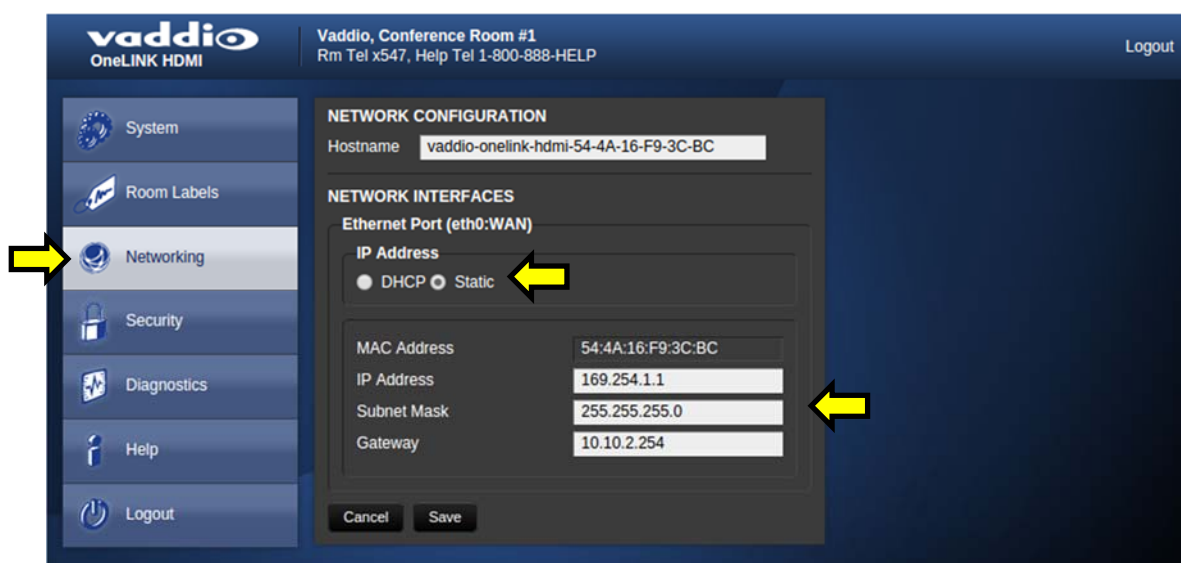 vaddio
OneLINK HDMI
Vaddio, Conference Room #1
Rm Tel x547, Help Tel 1-800-888-HELP
Logout
System
Room Labels
Networking
Security
Diagnostics
Help
Logout
NETWORK CONFIGURATION
Hostname vaddio-onelink-hdmi-54-4A-16-F9-3C-BC
NETWORK INTERFACES
Ethernet Port (eth0:WAN)
IP Address
DHCP Static
MAC Address 54:4A:16:F9:3C:BC
IP Address 169.254.1.1
Subnet Mask 255.255.255.0
Gateway 10.10.2.254
Cancel Save